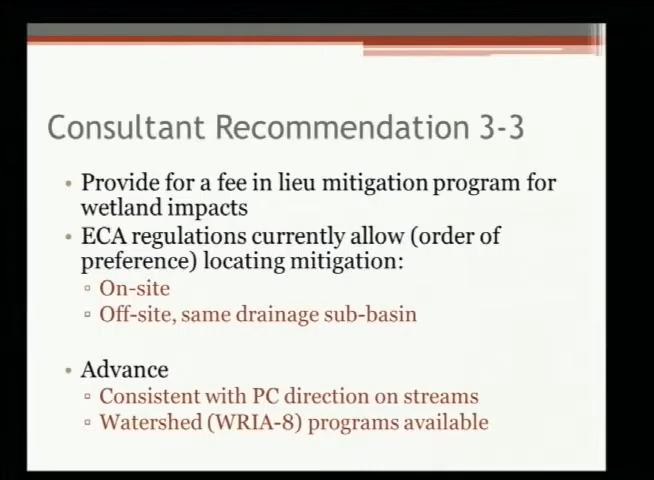 Consultant Recommendation 3-3
• Provide for a fee in lieu mitigation program for
wetland impacts
• ECA regulations currently allow (order of
preference) locating mitigation:
▫ On-site
▫ Off-site, same drainage sub-basin
• Advance
▫ Consistent with PC direction on streams
▫ Watershed (WRIA-8) programs available